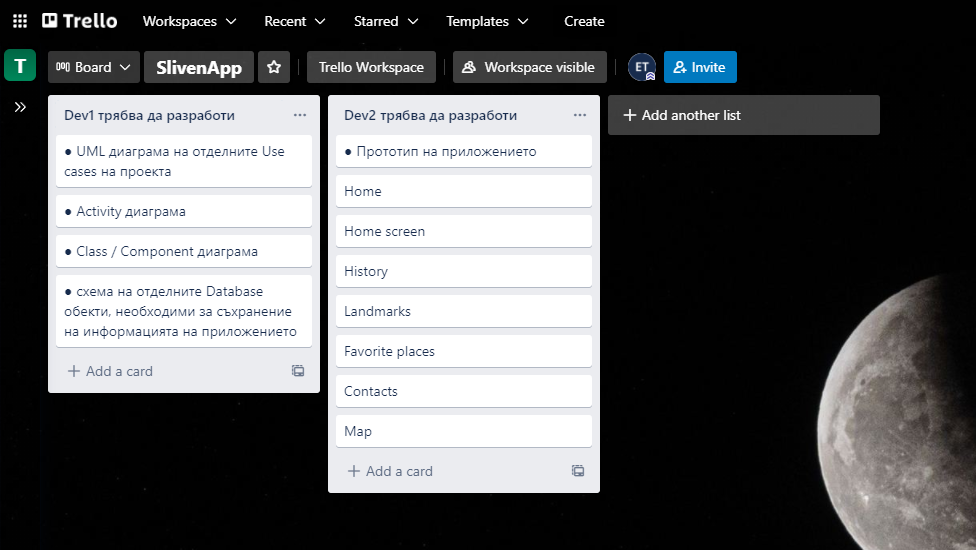 Trello Workspaces Recent Starred Templates Create
T Board SlivenApp Trello Workspace Workspace visible ET Invite
Dev1 трябва да разработи
● UML диаграма на отделните Use
cases на проекта
● Activity диаграма
● Class / Component диаграма
● схема на отделните Database
обекти, необходими за съхранение
на информацията на приложението
+ Add a card
Dev2 трябва да разработи
● Прототип на приложението
Home
Home screen
History
Landmarks
Favorite places
Contacts
Map
+ Add a card
+ Add another list